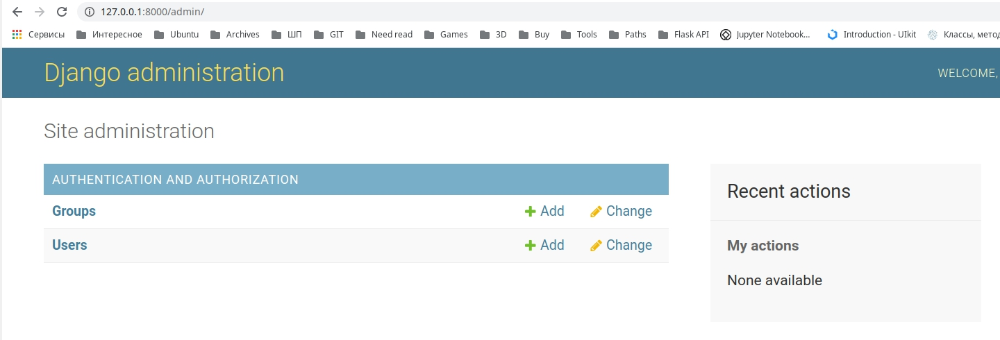 127.0.0.1:8000/admin/
Сервисы Интересное Ubuntu Archives ШП GIT Need read Games 3D Buy Tools Paths Flask API Jupyter Notebook... Introduction - UIkit Классы, метод
Django administration
WELCOME,
Site administration
AUTHENTICATION AND AUTHORIZATION
Groups Add Change
Users Add Change
Recent actions
My actions
None available